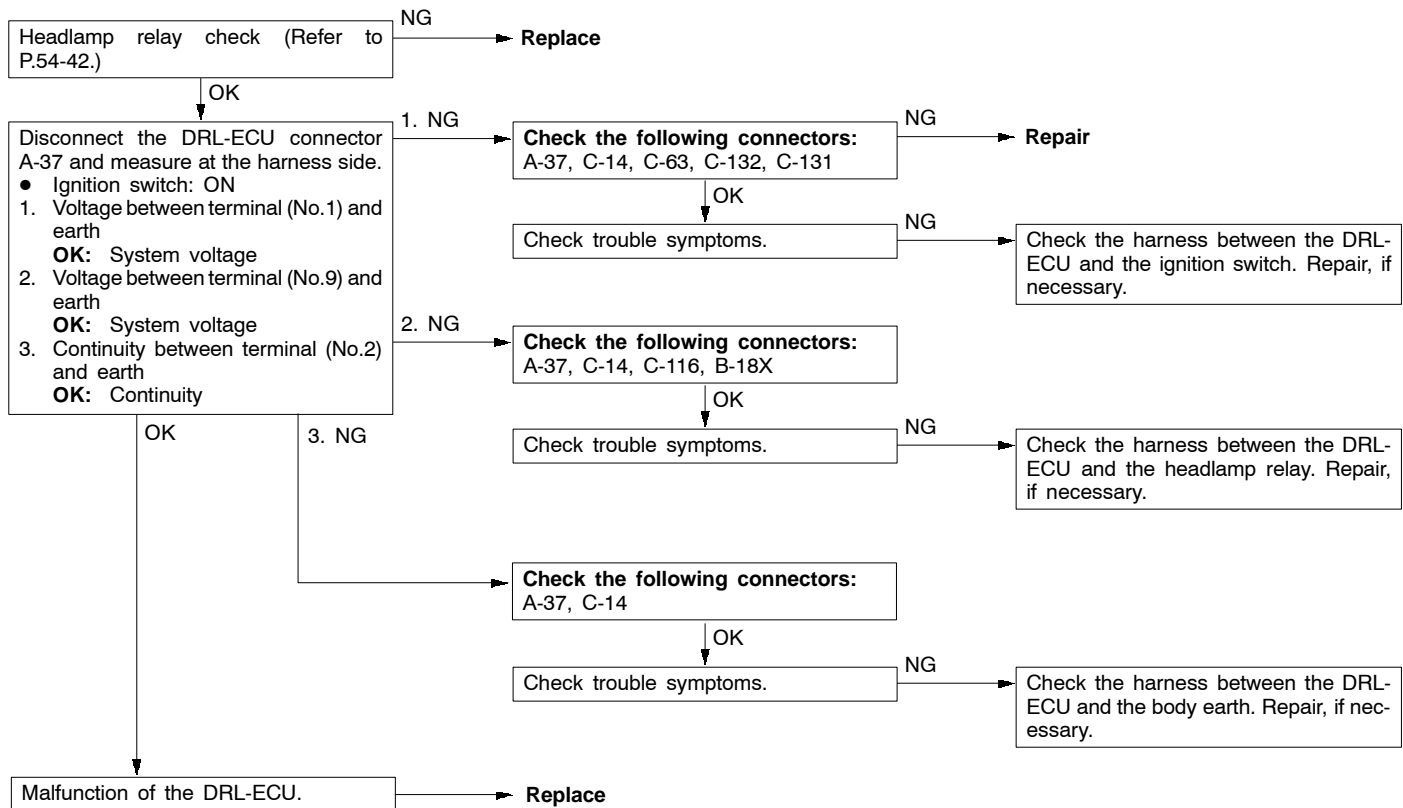 Headlamp relay check (Refer to
P.54-42.)
NG
Replace
OK
Disconnect the DRL-ECU connector
A-37 and measure at the harness side.
● Ignition switch: ON
1. Voltage between terminal (No.1) and
earth
OK: System voltage
2. Voltage between terminal (No.9) and
earth
OK: System voltage
3. Continuity between terminal (No.2)
and earth
OK: Continuity
1. NG
Check the following connectors:
A-37, C-14, C-63, C-132, C-131
NG
Repair
OK
Check trouble symptoms.
NG
Check the harness between the DRL-
ECU and the ignition switch. Repair, if
necessary.
2. NG
Check the following connectors:
A-37, C-14, C-116, B-18X
OK
Check trouble symptoms.
NG
Check the harness between the DRL-
ECU and the headlamp relay. Repair,
if necessary.
OK
3. NG
Check the following connectors:
A-37, C-14
OK
Check trouble symptoms.
NG
Check the harness between the DRL-
ECU and the body earth. Repair, if nec-
essary.
Malfunction of the DRL-ECU.
Replace